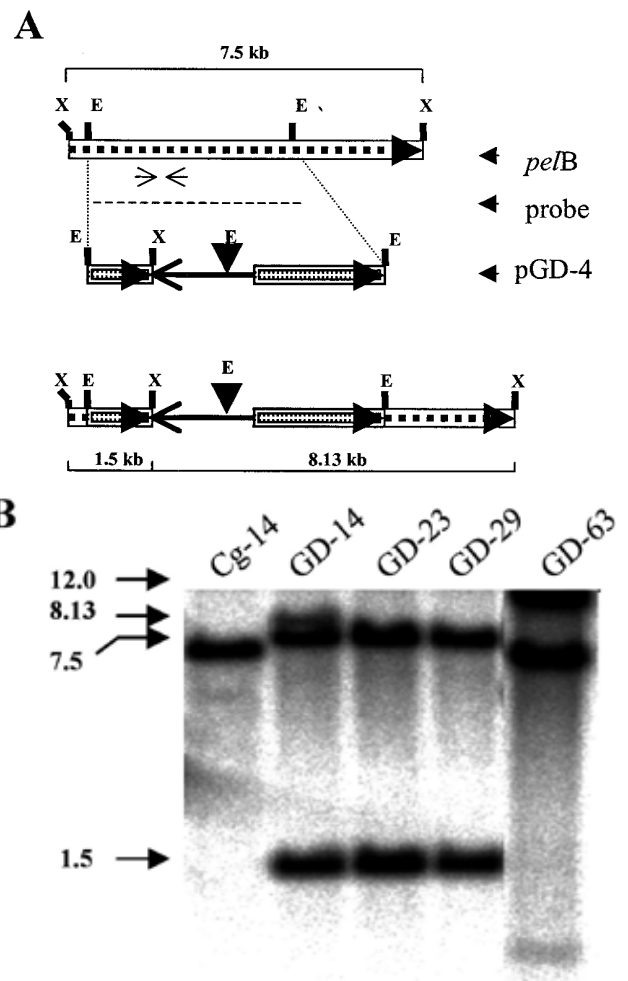 A
7.5 kb
X E E X
pelB
probe
E X E E
pGD-4
X E X E E X
1.5 kb 8.13 kb
B
Cg-14 GD-14 GD-23 GD-29 GD-63
12.0
8.13
7.5
1.5